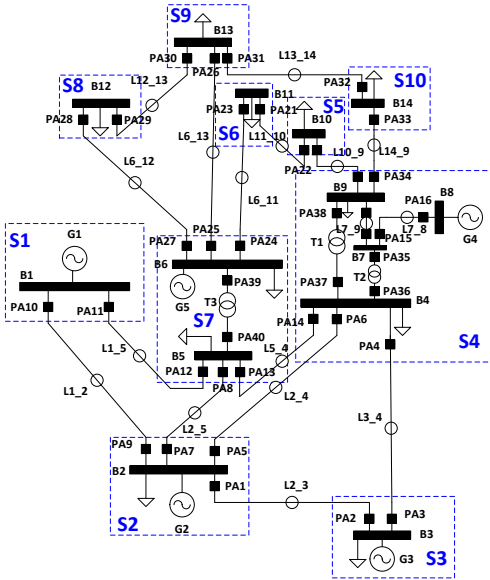 S9
B13
PA30
PA26
PA31
L13_14
L12_13
S8
B12
PA28
PA29
S6
B11
PA23
PA21
L11_10
S5
B10
PA22
PA32
S10
B14
PA33
L6_13
L10_9
L14_9
L6_12
L6_11
PA34
B9
PA38
L7_9
T1
PA16
B8
PA15
L7_8
G4
B7
PA35
T2
PA37
PA36
B4
PA14
PA6
PA4
S4
S1
G1
B1
PA10
PA11
PA27
PA25
PA24
B6
PA39
G5
T3
S7
PA40
B5
PA12
PA8
PA13
L5_4
L1_5
L1_2
L2_5
L2_4
L3_4
PA9
PA7
PA5
B2
PA1
G2
S2
L2_3
PA2
PA3
B3
G3
S3